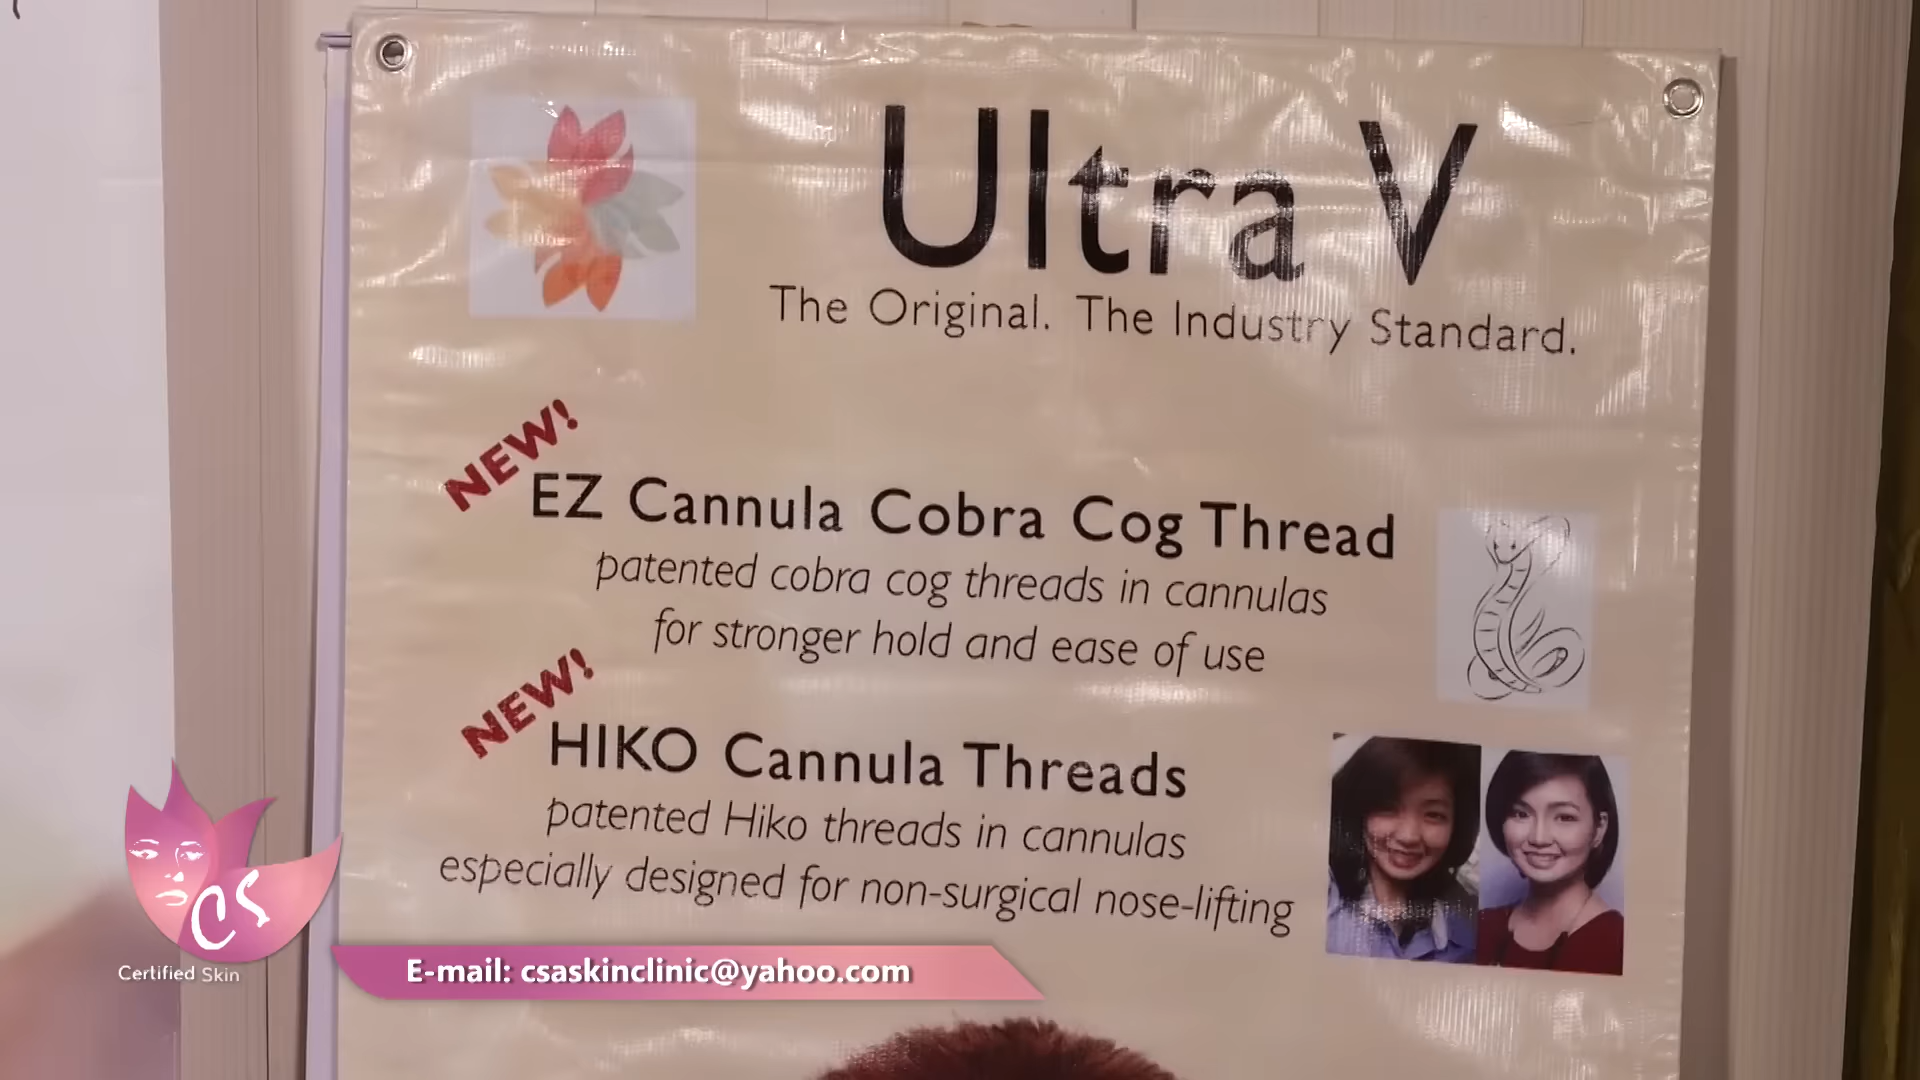 Ultra V
The Original. The Industry Standard.
NEW!
EZ Cannula Cobra Cog Thread
patented cobra cog threads in cannulas
for stronger hold and ease of use
NEW!
HIKO Cannula Threads
patented Hiko threads in cannulas
especially designed for non-surgical nose-lifting
CS
Certified Skin
E-mail: csaskinclinic@yahoo.com